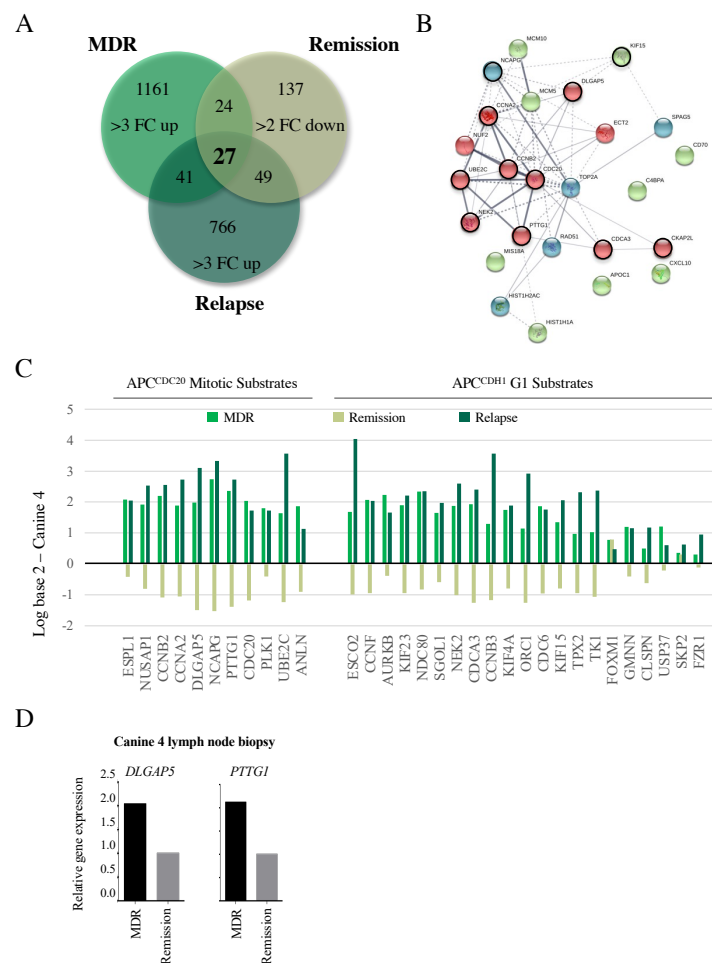 A
MDR
Remission
1161
24
137
>3 FC up
>2 FC down
27
41
49
766
>3 FC up
Relapse
B
MCM10
KIF15
NCAPG
DLGAP5
MCM5
CCNA2
ECT2
SPAG5
NUF2
CD70
CCNB2
UBE2C
CDC20
TOP2A
C4BPA
NEK2
PTTG1
RAD51
CDCA3
CKAP2L
MIS18A
CXCL10
APOC1
HIST1H2AC
HIST1H1A
C
APC^CDC20 Mitotic Substrates
APC^CDH1 G1 Substrates
MDR
Remission
Relapse
Log base 2 – Canine 4
5
4
3
2
1
0
-1
-2
ESPL1
NUSAP1
CCNB2
CCNA2
DLGAP5
NCAPG
PTTG1
CDC20
PLK1
UBE2C
ANLN
ESCO2
CCNF
AURKB
KIF23
NDC80
SGOL1
NEK2
CDCA3
CCNB3
KIF4A
ORC1
CDC6
KIF15
TPX2
TK1
FOXM1
GMNN
CLSPN
USP37
SKP2
FZR1
D
Canine 4 lymph node biopsy
DLGAP5
PTTG1
Relative gene expression
2.5
2.0
1.5
1.0
0.5
0.0
MDR
Remission
MDR
Remission